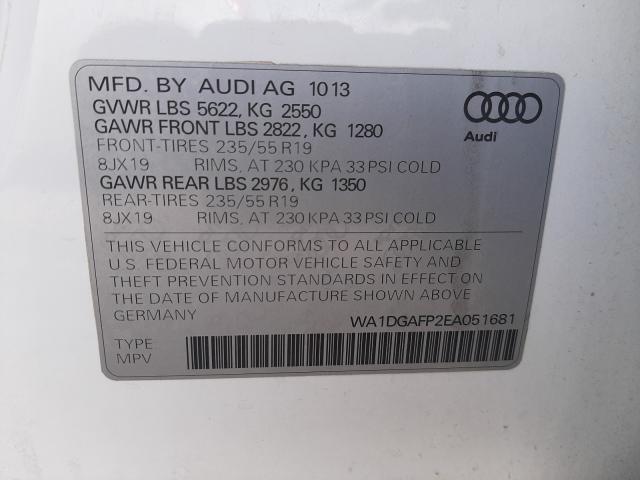 MFD. BY AUDI AG 10 13
GVWR LBS 5622, KG 2550
GAWR FRONT LBS 2822, KG 1280
FRONT-TIRES 235/55 R19
8JX19 RIMS, AT 230 KPA 33 PSI COLD
GAWR REAR LBS 2976, KG 1350
REAR-TIRES 235/55 R19
8JX19 RIMS, AT 230 KPA 33 PSI COLD
Audi
THIS VEHICLE CONFORMS TO ALL APPLICABLE
U.S. FEDERAL MOTOR VEHICLE SAFETY AND
THEFT PREVENTION STANDARDS IN EFFECT ON
THE DATE OF MANUFACTURE SHOWN ABOVE
GERMANY
WA1DGAFP2EA051681
TYPE
MPV